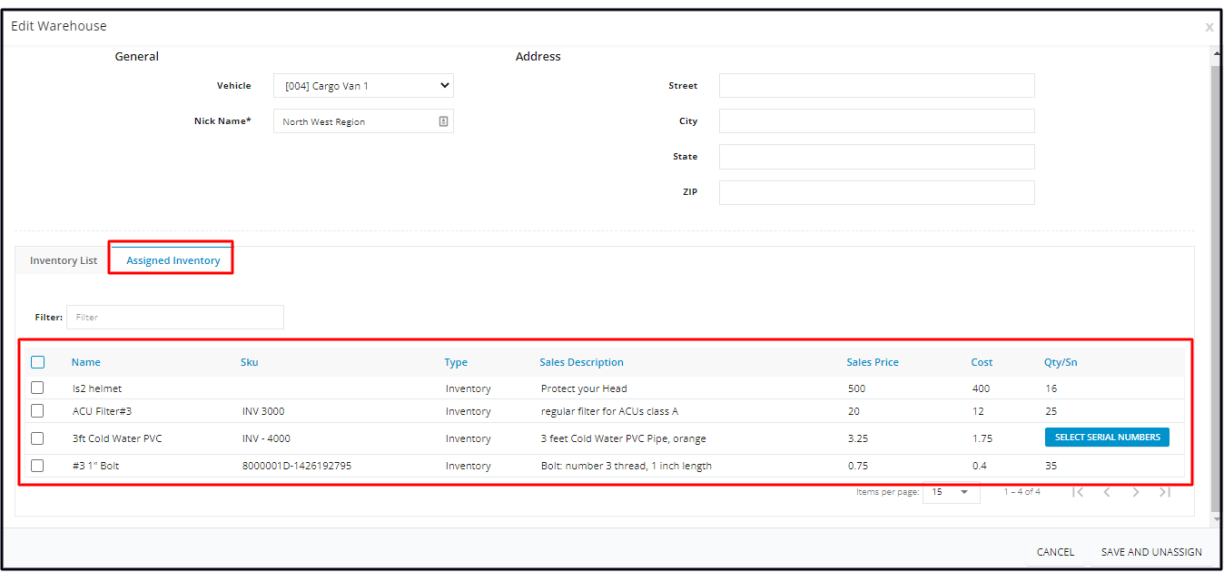 Edit Warehouse
X
General Address
Vehicle [004] Cargo Van 1 Street
Nick Name* North West Region City
State
ZIP
Inventory List Assigned Inventory
Filter: Filter
Name Sku Type Sales Description Sales Price Cost Qty/Sn
ls2 helmet Inventory Protect your Head 500 400 16
ACU Filter#3 INV 3000 Inventory regular filter for ACUs class A 20 12 25
3ft Cold Water PVC INV - 4000 Inventory 3 feet Cold Water PVC Pipe, orange 3.25 1.75 SELECT SERIAL NUMBERS
#3 1" Bolt 8000001D-1426192795 Inventory Bolt: number 3 thread, 1 inch length 0.75 0.4 35
Items per page: 15 1 – 4 of 4
CANCEL SAVE AND UNASSIGN